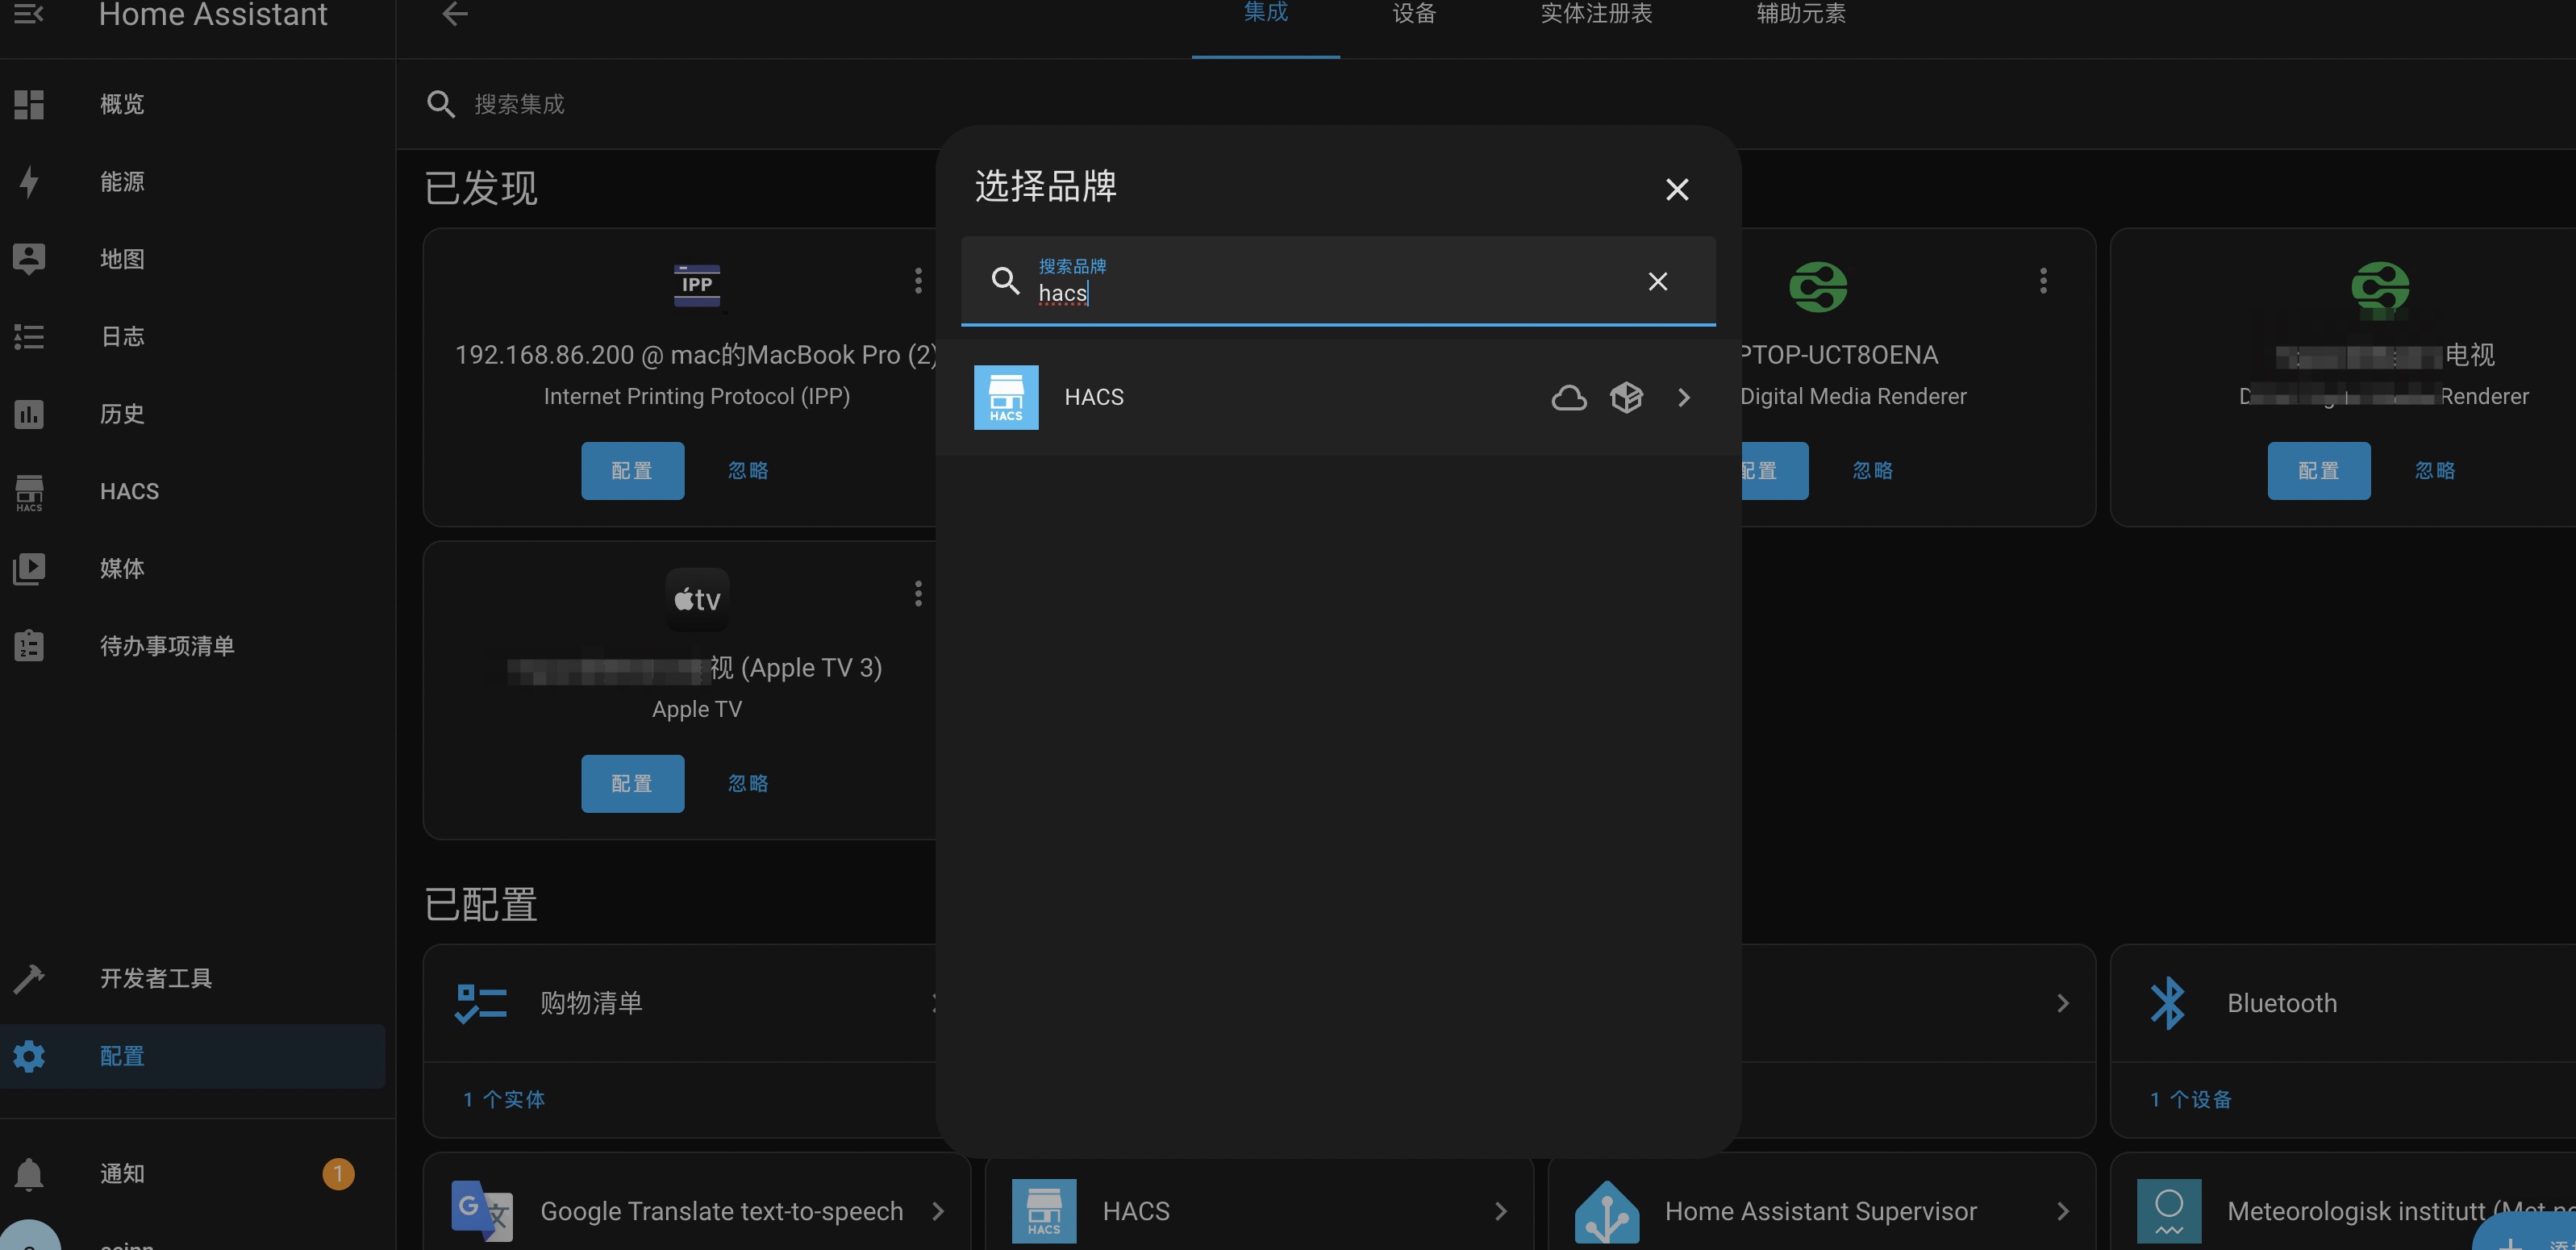 Home Assistant
概览
能源
地图
日志
历史
HACS
HACS
媒体
待办事项清单
开发者工具
配置
通知
1
集成
设备
实体注册表
辅助元素
搜索集成
已发现
IPP
192.168.86.200 @ mac的MacBook Pro (2)
Internet Printing Protocol (IPP)
配置
忽略
PTOP-UCT8OENA
Digital Media Renderer
配置
忽略
电视
Renderer
配置
忽略
tv
视 (Apple TV 3)
Apple TV
配置
忽略
选择品牌
搜索品牌
hacs
HACS
HACS
已配置
购物清单
1 个实体
Bluetooth
1 个设备
G
文
Google Translate text-to-speech
HACS
HACS
Home Assistant Supervisor
Meteorologisk institutt